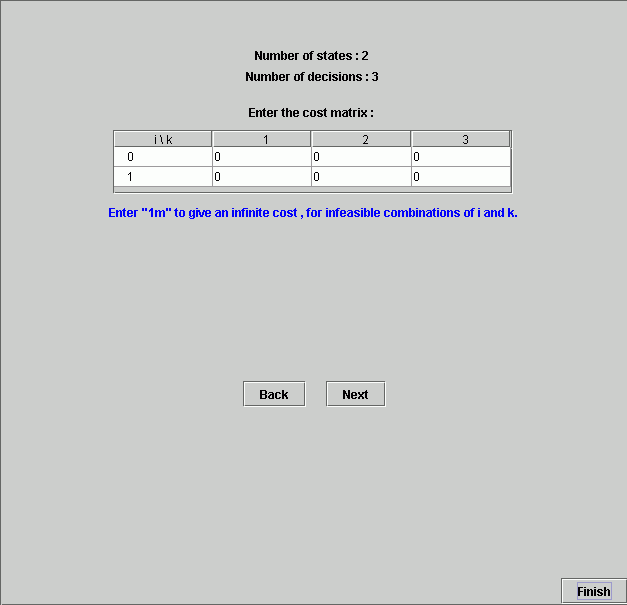 Number of states : 2
Number of decisions : 3
Enter the cost matrix :
i \ k 1 2 3
0 0 0 0
1 0 0 0
Enter "1m" to give an infinite cost , for infeasible combinations of i and k.
Back Next
Finish